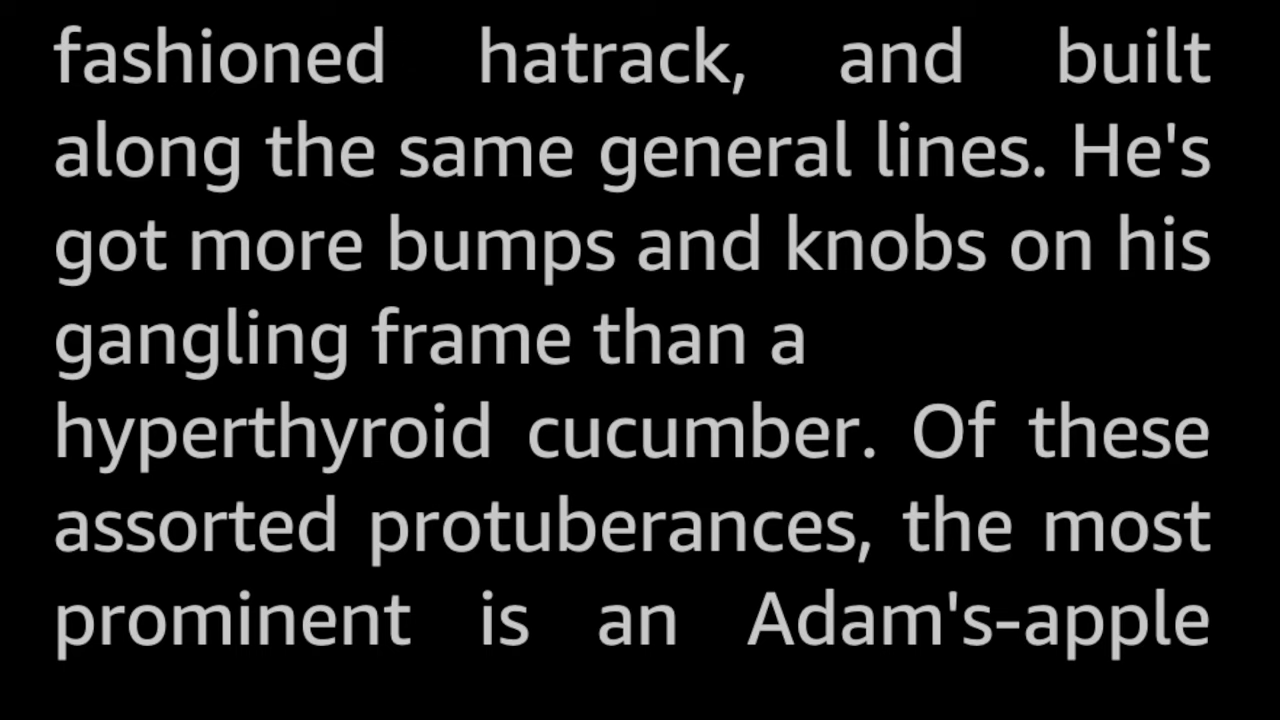 fashioned hatrack, and built
along the same general lines. He's
got more bumps and knobs on his
gangling frame than a
hyperthyroid cucumber. Of these
assorted protuberances, the most
prominent is an Adam's-apple